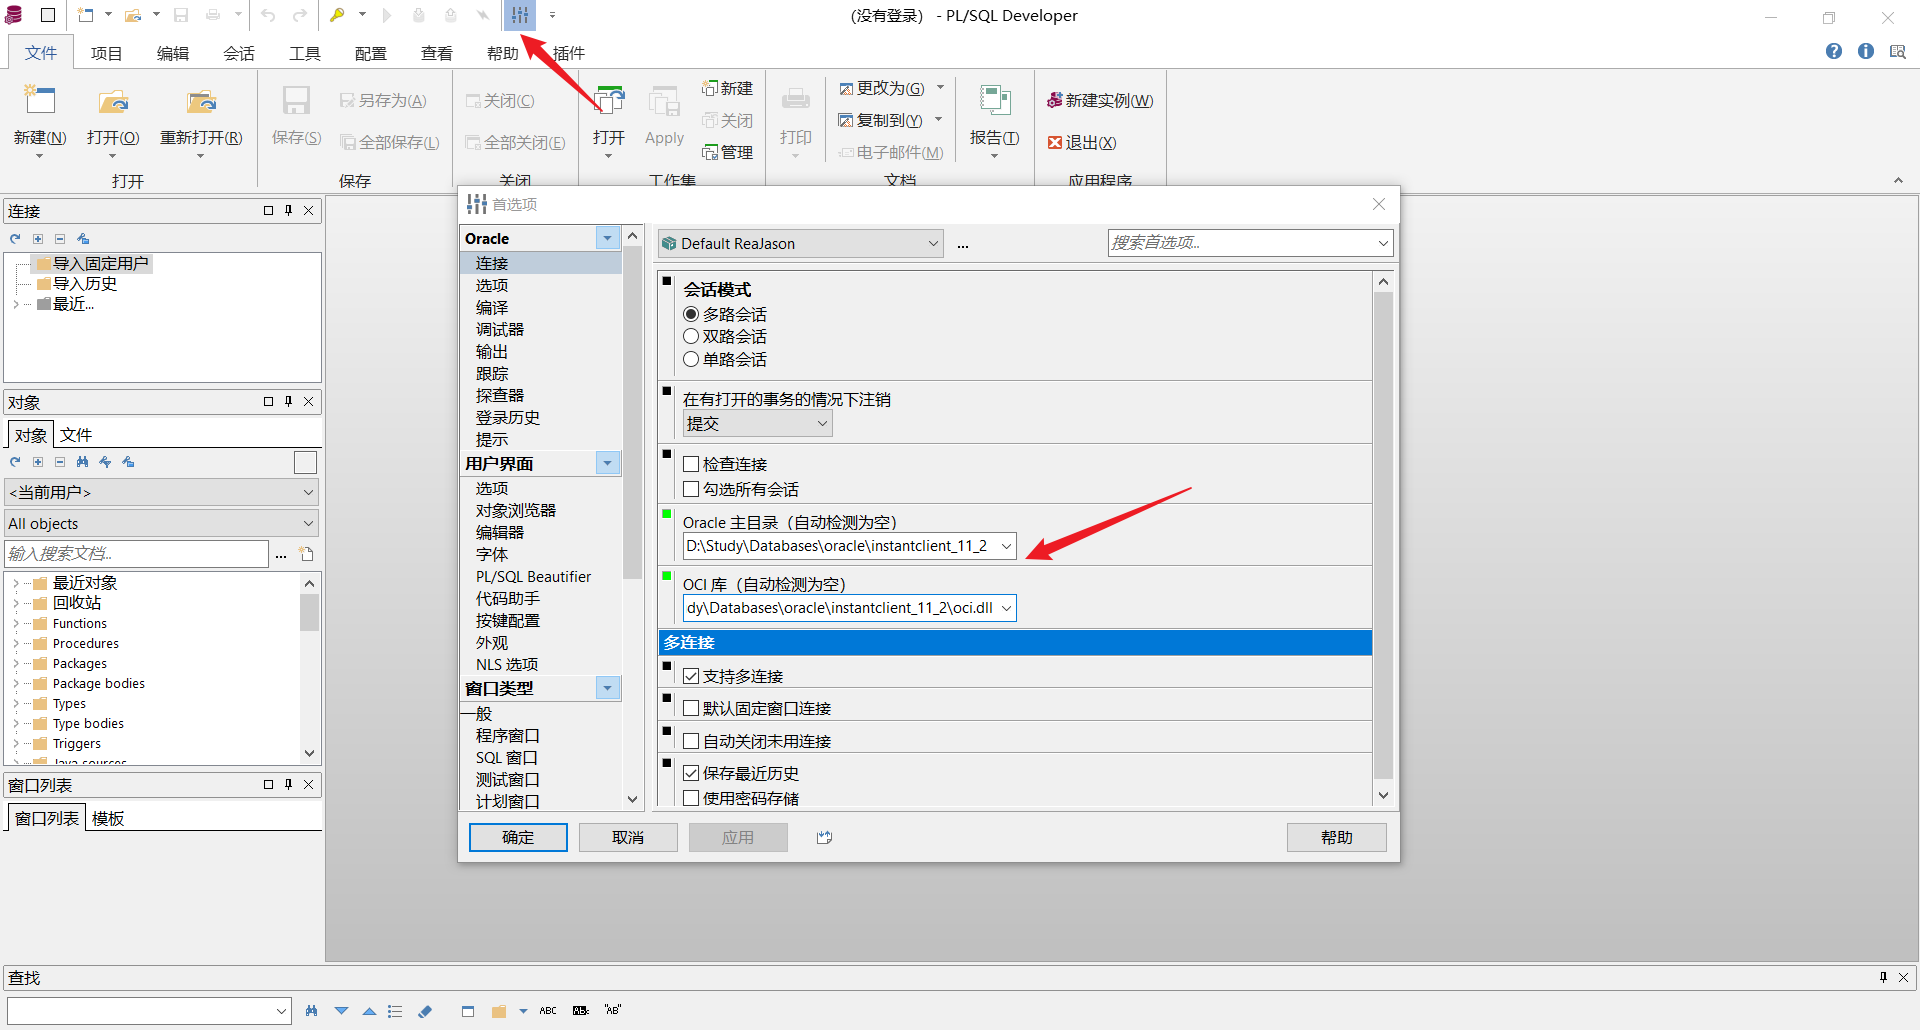 (没有登录) - PL/SQL Developer
文件 项目 编辑 会话 工具 配置 查看 帮助 插件
新建(N) 打开(O) 重新打开(R)
打开
保存(S) 另存为(A) 全部保存(L)
保存
关闭(C) 全部关闭(E)
关闭
打开 Apply 新建 关闭 管理
工作集
打印 更改为(G) 复制到(Y) 电子邮件(M)
文档
报告(T)
新建实例(W)
退出(X)
应用程序
连接
导入固定用户
导入历史
最近...
对象
对象 文件
<当前用户>
All objects
输入搜索文档..
...
最近对象
回收站
Functions
Procedures
Packages
Package bodies
Types
Type bodies
Triggers
Java sources
窗口列表
窗口列表 模板
首选项
Oracle
连接
选项
编译
调试器
输出
跟踪
探查器
登录历史
提示
用户界面
选项
对象浏览器
编辑器
字体
PL/SQL Beautifier
代码助手
按键配置
外观
NLS 选项
窗口类型
一般
程序窗口
SQL 窗口
测试窗口
计划窗口
Default ReaJason
...
搜索首选项..
会话模式
多路会话
双路会话
单路会话
在有打开的事务的情况下注销
提交
检查连接
勾选所有会话
Oracle 主目录（自动检测为空）
D:\Study\Databases\oracle\instantclient_11_2
OCI 库（自动检测为空）
dy\Databases\oracle\instantclient_11_2\oci.dll
多连接
支持多连接
默认固定窗口连接
自动关闭未用连接
保存最近历史
使用密码存储
确定 取消 应用 帮助
查找
ABC "AB"